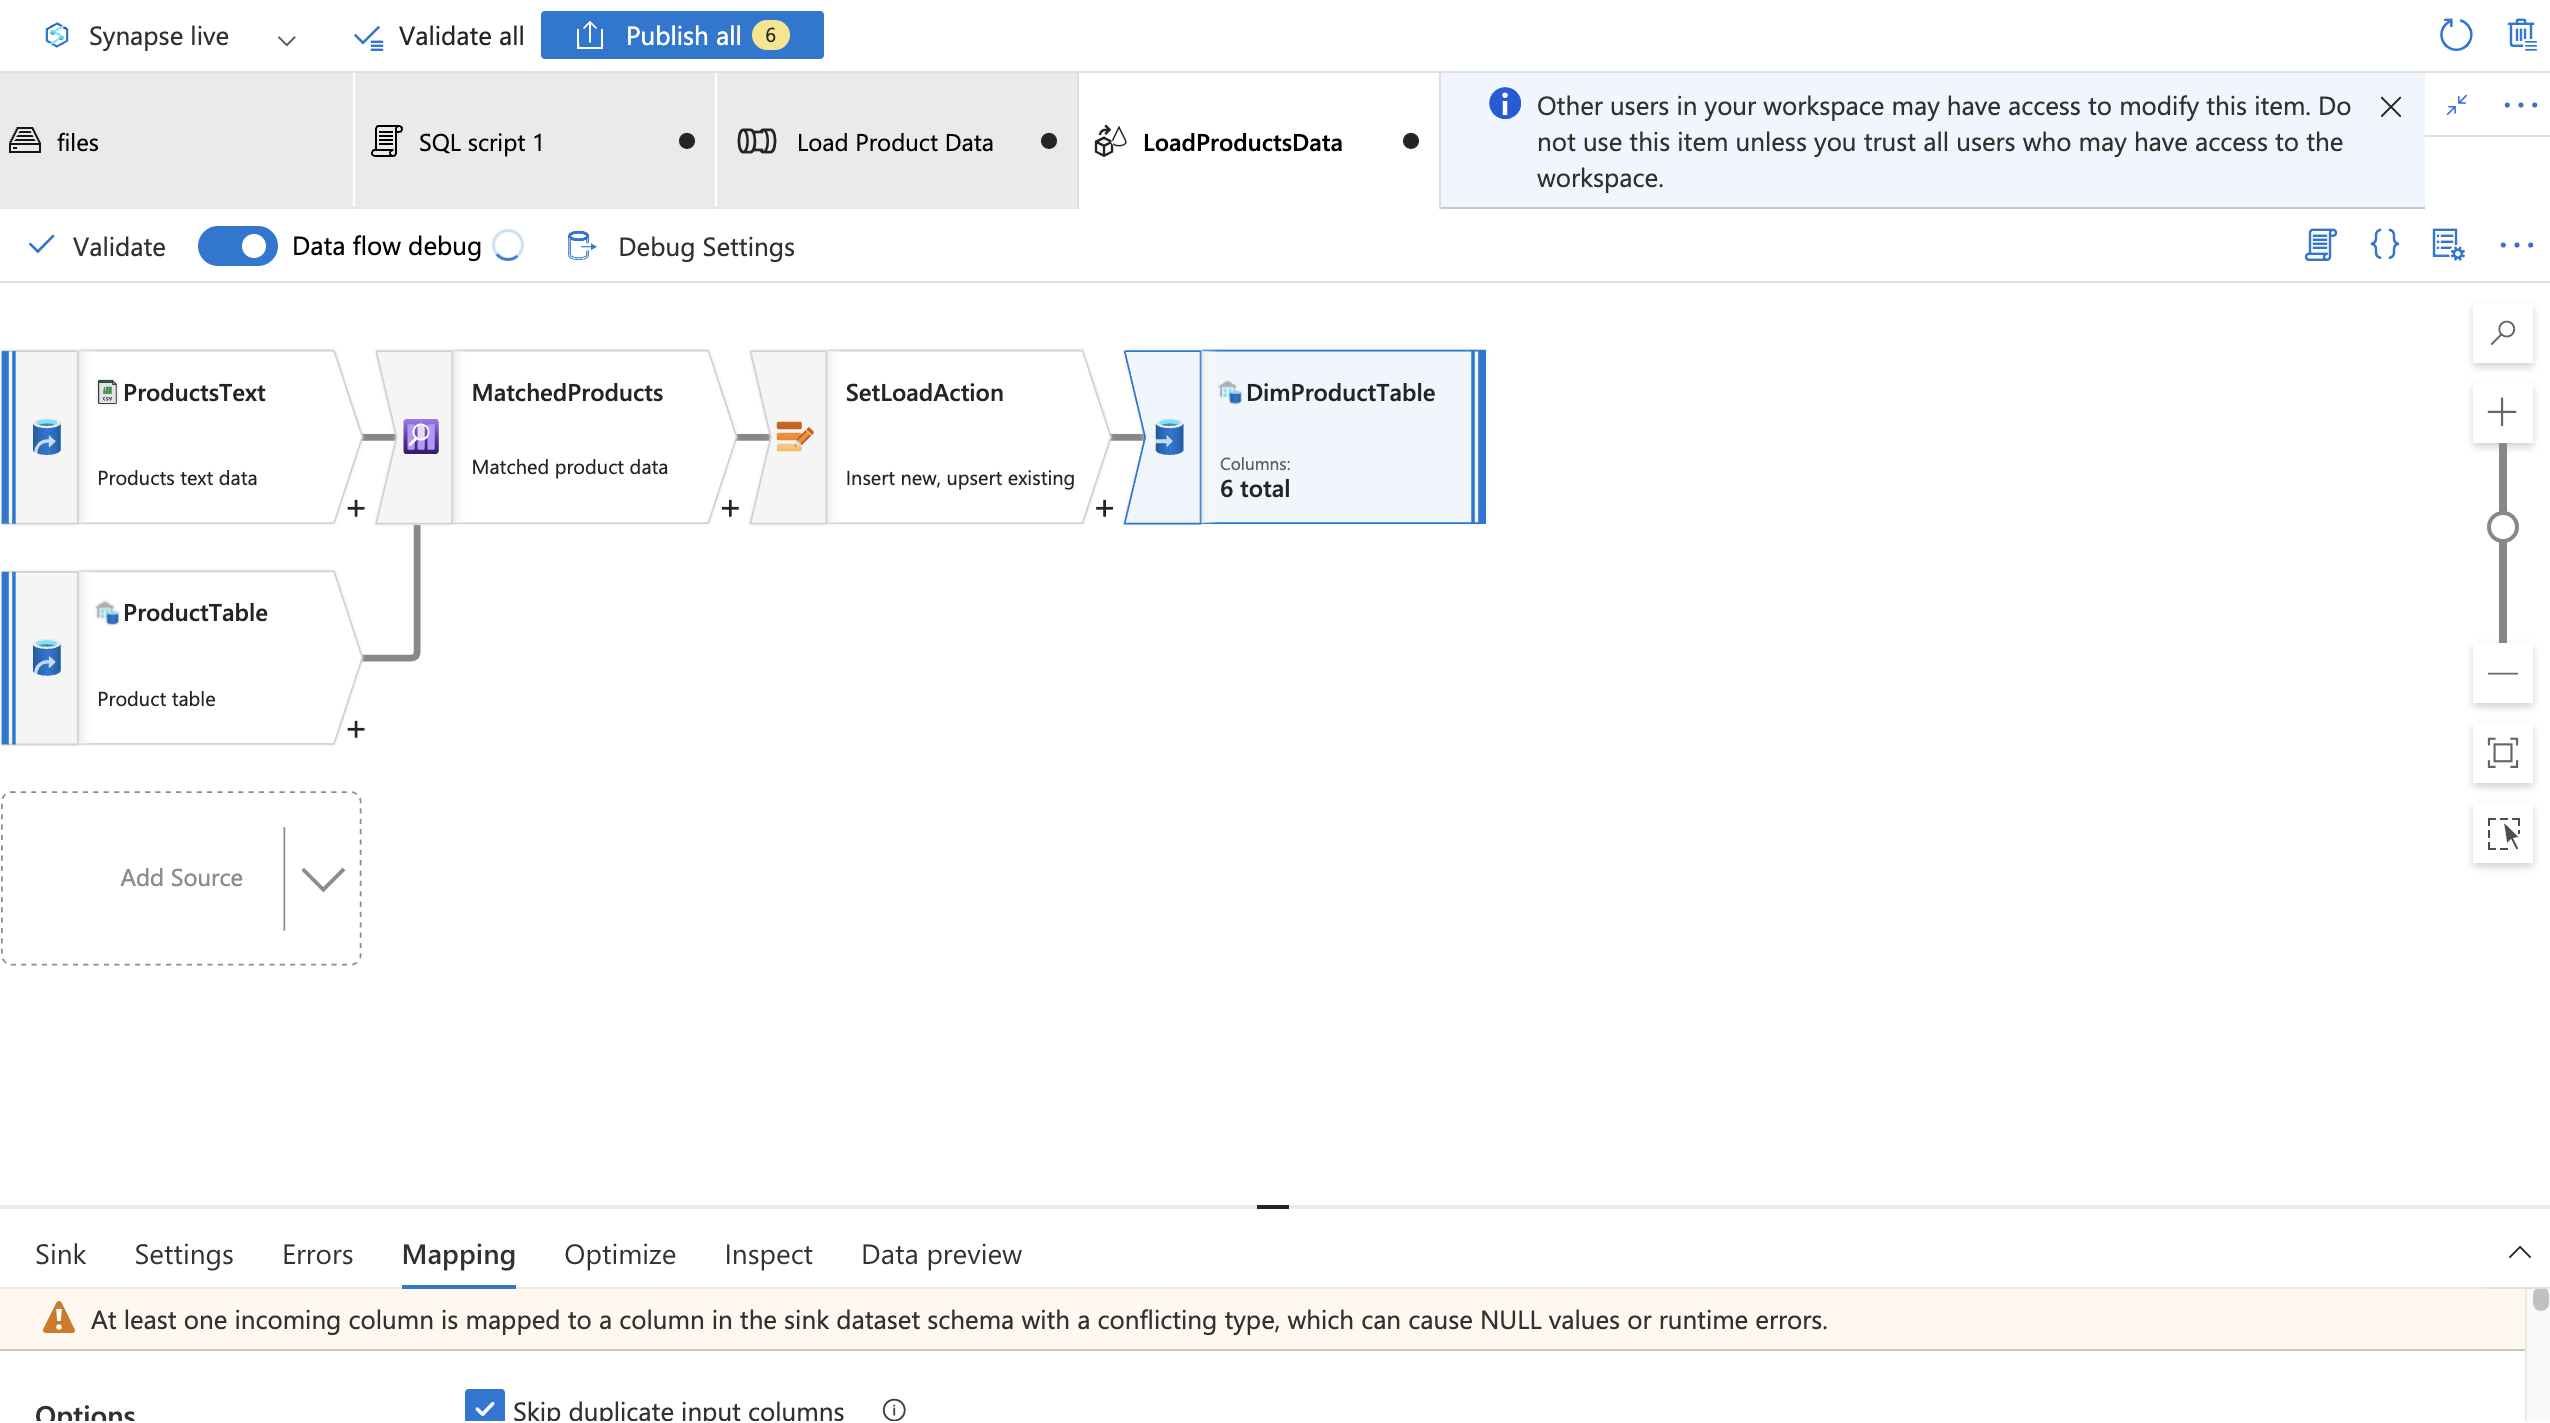 Synapse live
Validate all
Publish all 6
files
SQL script 1
Load Product Data
LoadProductsData
Other users in your workspace may have access to modify this item. Do
not use this item unless you trust all users who may have access to the
workspace.
Validate
Data flow debug
Debug Settings
ProductsText
Products text data
MatchedProducts
Matched product data
SetLoadAction
Insert new, upsert existing
DimProductTable
Columns:
6 total
ProductTable
Product table
Add Source
Sink
Settings
Errors
Mapping
Optimize
Inspect
Data preview
At least one incoming column is mapped to a column in the sink dataset schema with a conflicting type, which can cause NULL values or runtime errors.
Options
Skip duplicate input columns